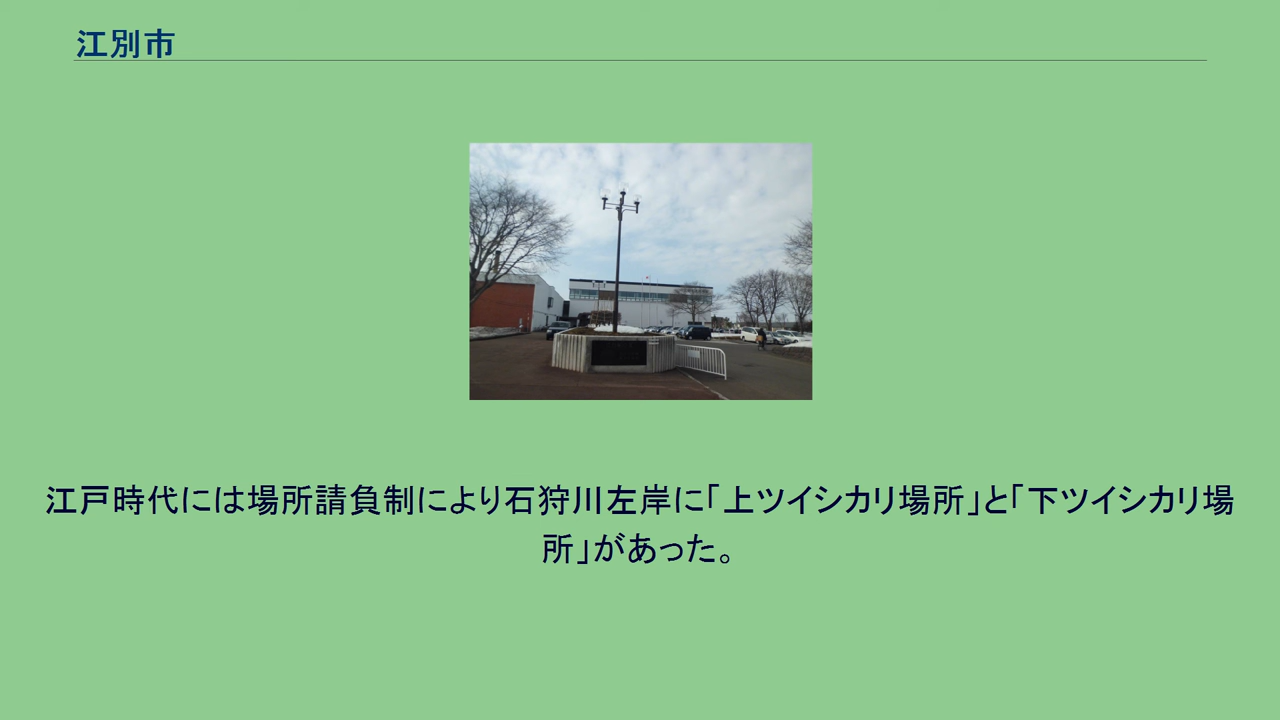 江別市
江戸時代には場所請負制により石狩川左岸に「上ツイシカリ場所」と「下ツイシカリ場
所」があった。